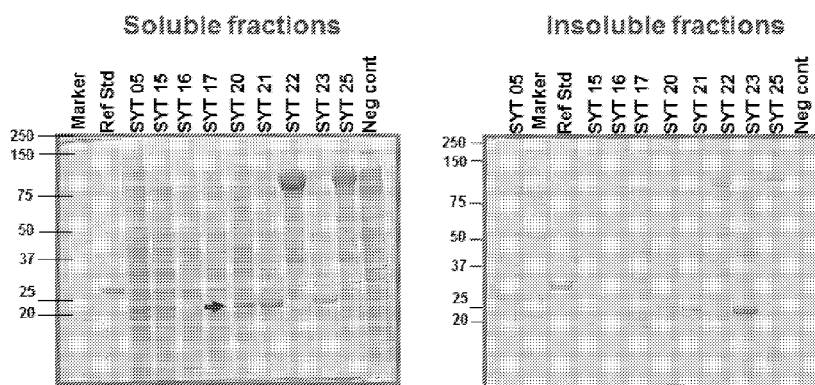 Soluble fractions
Marker
Ref Std
SYT 05
SYT 15
SYT 16
SYT 17
SYT 20
SYT 21
SYT 22
SYT 23
SYT 25
Neg cont
250
150
75
50
37
25
20
Insoluble fractions
SYT 05
Marker
Ref Std
SYT 15
SYT 16
SYT 17
SYT 20
SYT 21
SYT 22
SYT 23
SYT 25
Neg cont
250
150
75
50
37
25
20